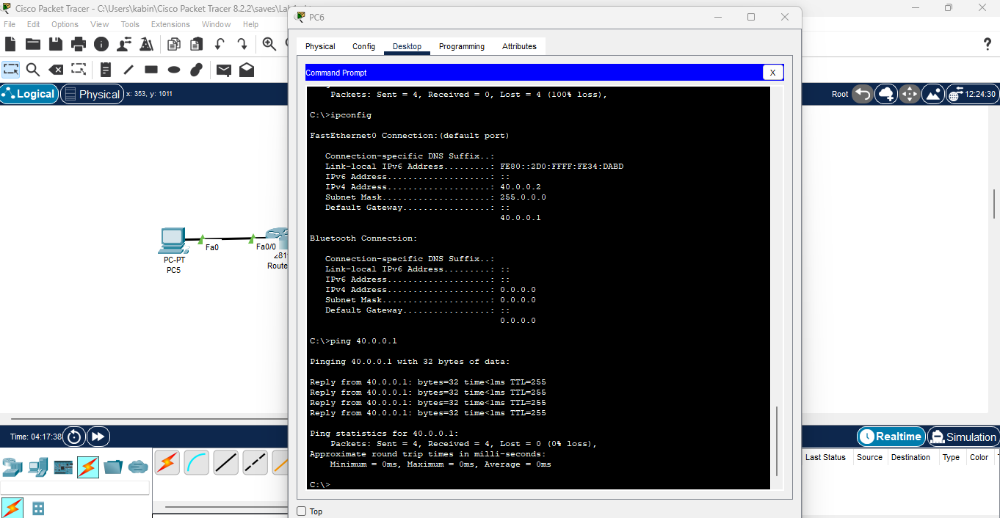 Cisco Packet Tracer - C:\Users\kabin\Cisco Packet Tracer 8.2.2\saves\La
File Edit Options View Tools Extensions Window Help
Logical Physical x: 353, y: 1011
Root 12:24:30
PC-PT
PC5
Fa0
Fa0/0
281
Route
PC6
Physical Config Desktop Programming Attributes
Command Prompt X
Packets: Sent = 4, Received = 0, Lost = 4 (100% loss),
C:\>ipconfig
FastEthernet0 Connection:(default port)
Connection-specific DNS Suffix..:
Link-local IPv6 Address.........: FE80::2D0:FFFF:FE34:DABD
IPv6 Address....................: ::
IPv4 Address....................: 40.0.0.2
Subnet Mask.....................: 255.0.0.0
Default Gateway.................: ::
40.0.0.1
Bluetooth Connection:
Connection-specific DNS Suffix..:
Link-local IPv6 Address.........: ::
IPv6 Address....................: ::
IPv4 Address....................: 0.0.0.0
Subnet Mask.....................: 0.0.0.0
Default Gateway.................: ::
0.0.0.0
C:\>ping 40.0.0.1
Pinging 40.0.0.1 with 32 bytes of data:
Reply from 40.0.0.1: bytes=32 time<1ms TTL=255
Reply from 40.0.0.1: bytes=32 time<1ms TTL=255
Reply from 40.0.0.1: bytes=32 time<1ms TTL=255
Reply from 40.0.0.1: bytes=32 time<1ms TTL=255
Ping statistics for 40.0.0.1:
Packets: Sent = 4, Received = 4, Lost = 0 (0% loss),
Approximate round trip times in milli-seconds:
Minimum = 0ms, Maximum = 0ms, Average = 0ms
C:\>
Top
Time: 04:17:38
Realtime Simulation
Last Status Source Destination Type Color